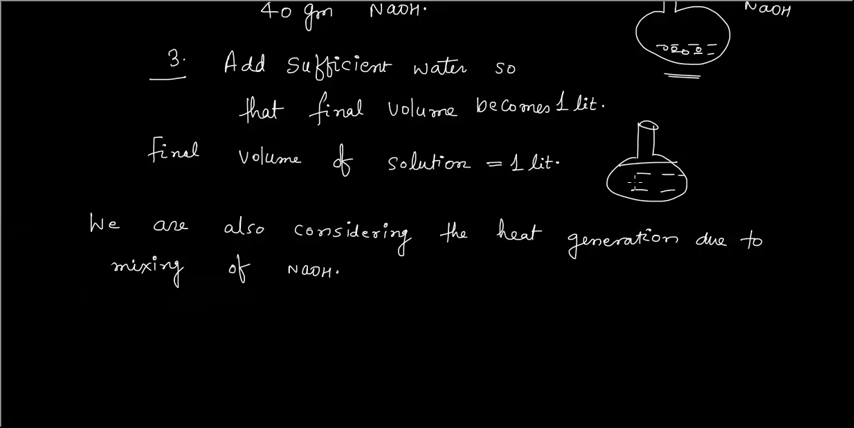 40 gm NaOH.
NaOH
3. Add sufficient water so
that final volume becomes 1 lit.
Final volume of solution = 1 lit.
We are also considering the heat generation due to
mixing of NaOH.